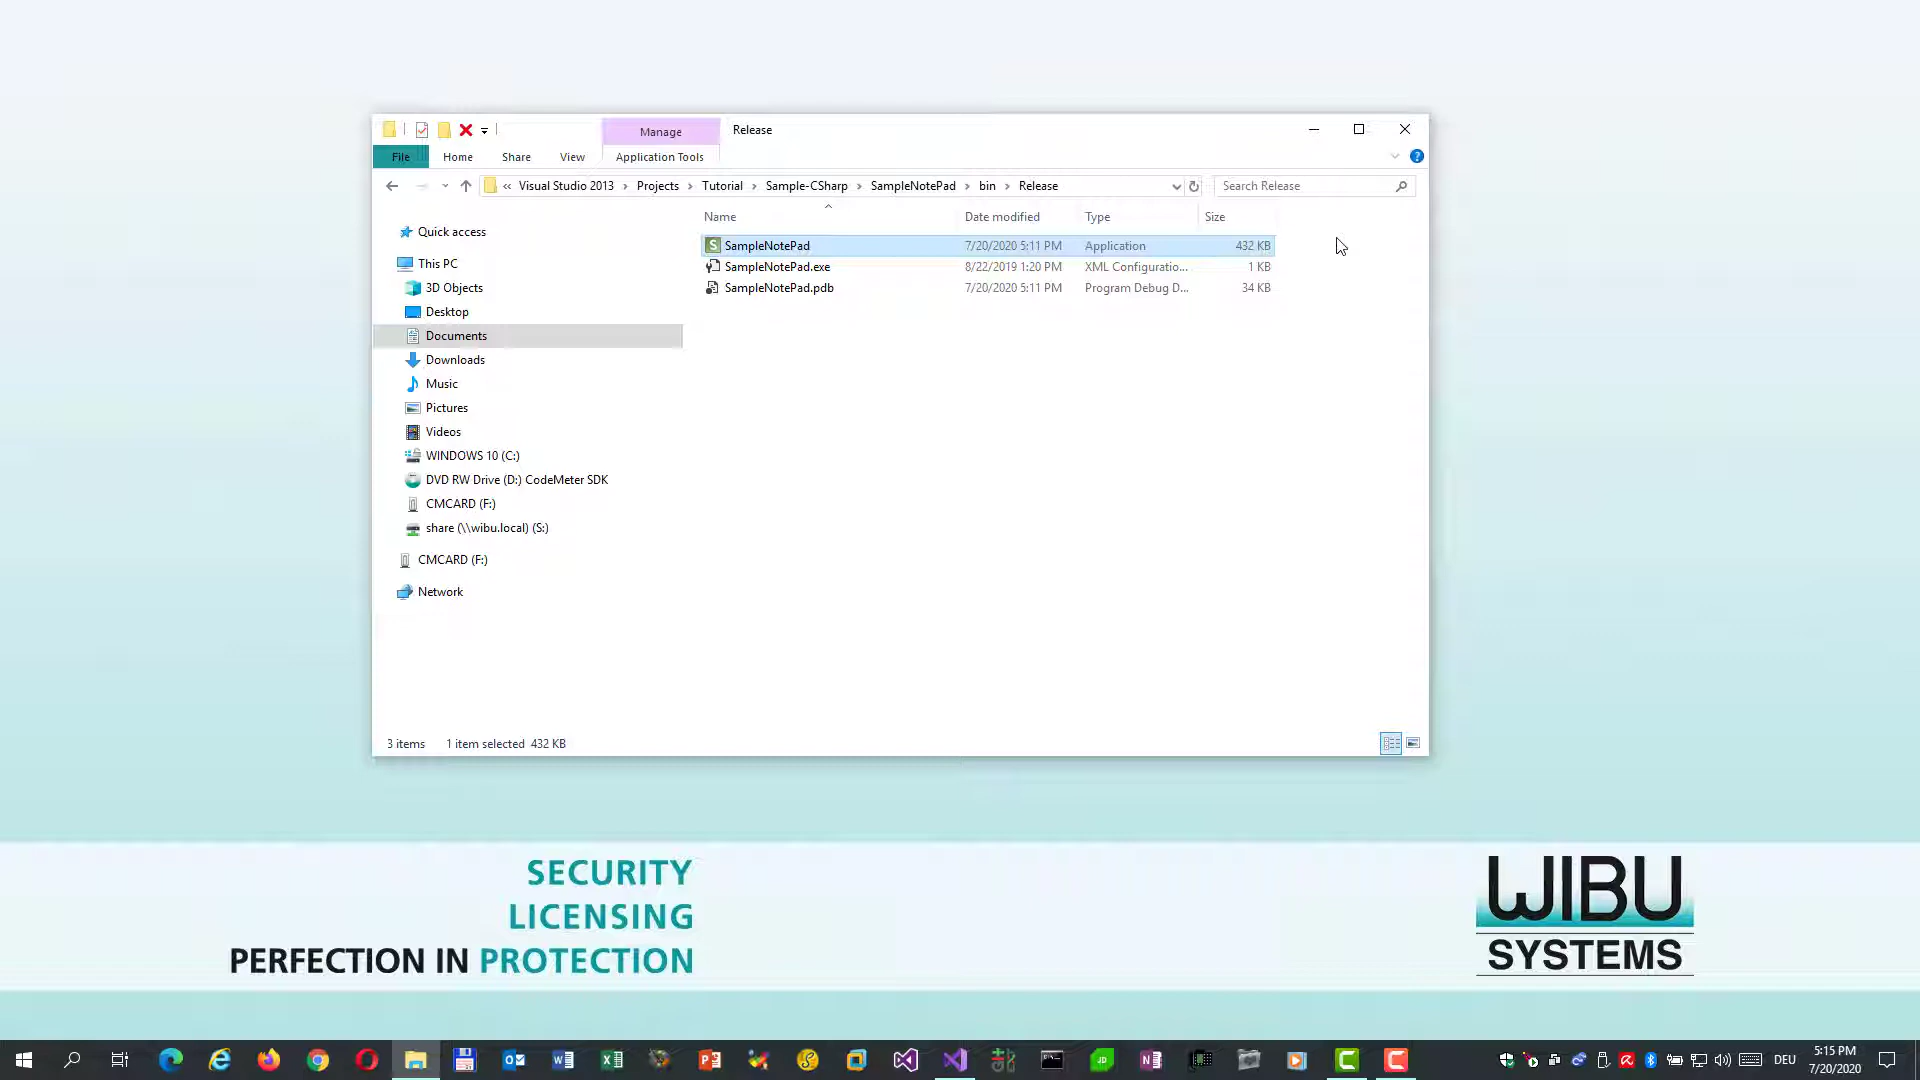 Manage
Release
File
Home
Share
View
Application Tools
« Visual Studio 2013 › Projects › Tutorial › Sample-CSharp › SampleNotePad › bin › Release
Search Release
Name
Date modified
Type
Size
Quick access
This PC
3D Objects
Desktop
Documents
Downloads
Music
Pictures
Videos
WINDOWS 10 (C:)
DVD RW Drive (D:) CodeMeter SDK
CMCARD (F:)
share (\\wibu.local) (S:)
CMCARD (F:)
Network
SampleNotePad 7/20/2020 5:11 PM Application 432 KB
SampleNotePad.exe 8/22/2019 1:20 PM XML Configuratio... 1 KB
SampleNotePad.pdb 7/20/2020 5:11 PM Program Debug D... 34 KB
3 items 1 item selected 432 KB
SECURITY
LICENSING
PERFECTION IN PROTECTION
WIBU
SYSTEMS
DEU
5:15 PM
7/20/2020